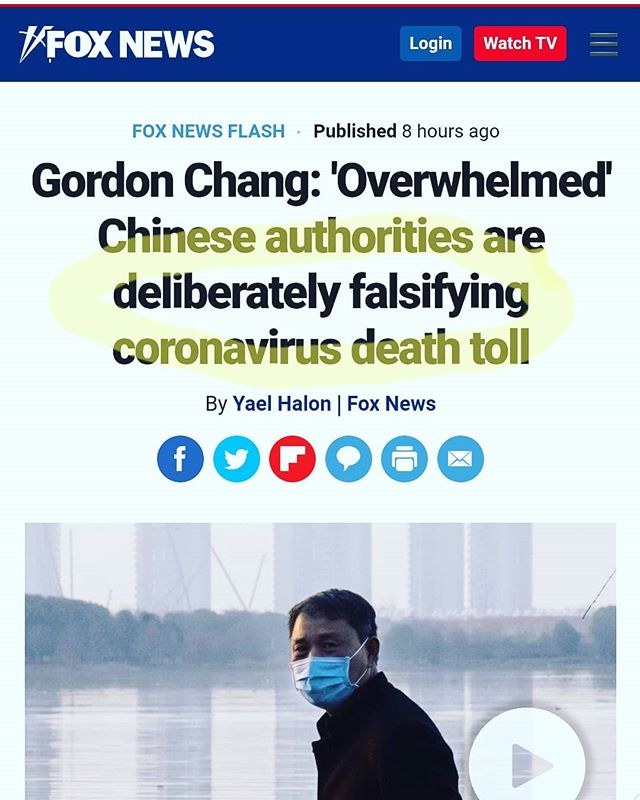 FOX NEWS
Login
Watch TV
FOX NEWS FLASH · Published 8 hours ago
Gordon Chang: 'Overwhelmed'
Chinese authorities are
deliberately falsifying
coronavirus death toll
By Yael Halon | Fox News